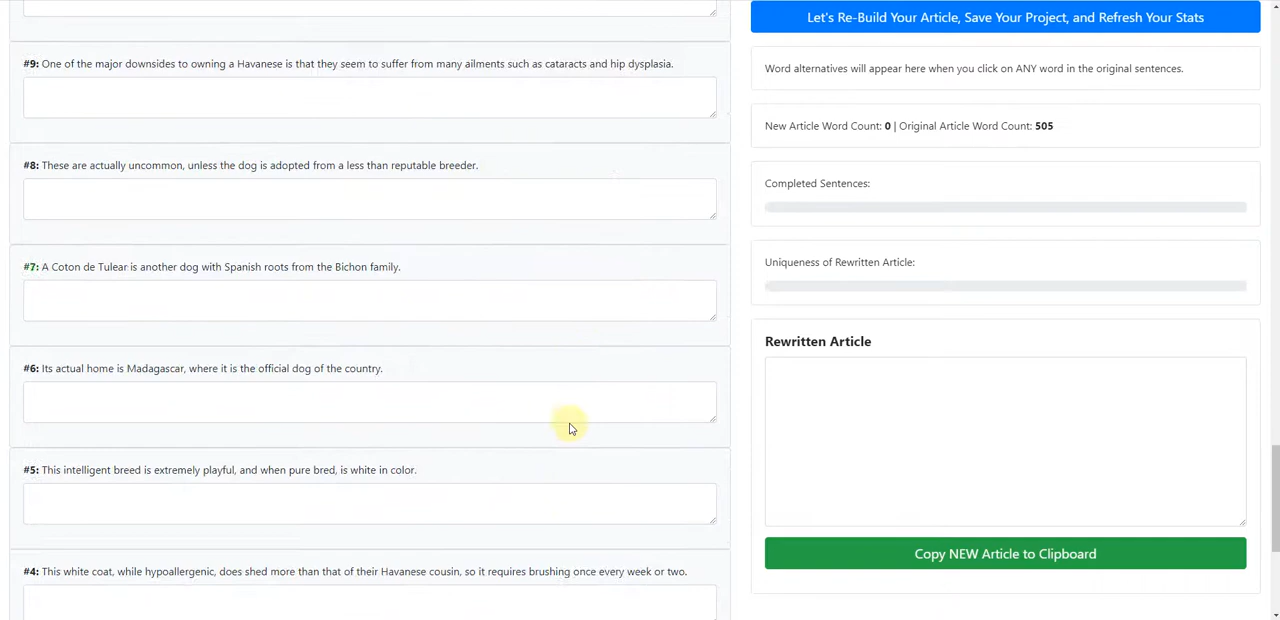 #9: One of the major downsides to owning a Havanese is that they seem to suffer from many ailments such as cataracts and hip dysplasia.
#8: These are actually uncommon, unless the dog is adopted from a less than reputable breeder.
#7: A Coton de Tulear is another dog with Spanish roots from the Bichon family.
#6: Its actual home is Madagascar, where it is the official dog of the country.
#5: This intelligent breed is extremely playful, and when pure bred, is white in color.
#4: This white coat, while hypoallergenic, does shed more than that of their Havanese cousin, so it requires brushing once every week or two.
Let's Re-Build Your Article, Save Your Project, and Refresh Your Stats
Word alternatives will appear here when you click on ANY word in the original sentences.
New Article Word Count: 0 | Original Article Word Count: 505
Completed Sentences:
Uniqueness of Rewritten Article:
Rewritten Article
Copy NEW Article to Clipboard